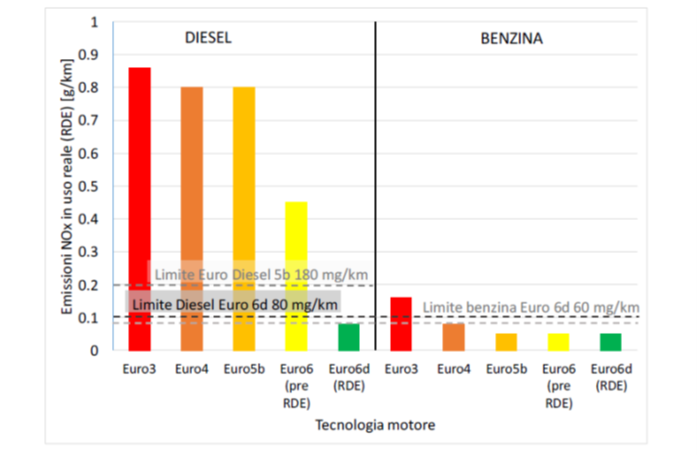 DIESEL
BENZINA
Emissioni NOx in uso reale (RDE) [g/km]
1
0.9
0.8
0.7
0.6
0.5
0.4
0.3
0.2
0.1
0
Limite Euro Diesel 5b 180 mg/km
Limite Diesel Euro 6d 80 mg/km
Limite benzina Euro 6d 60 mg/km
Euro3 Euro4 Euro5b Euro6 Euro6d Euro3 Euro4 Euro5b Euro6 Euro6d
(pre (RDE) (pre (RDE)
RDE) RDE)
Tecnologia motore